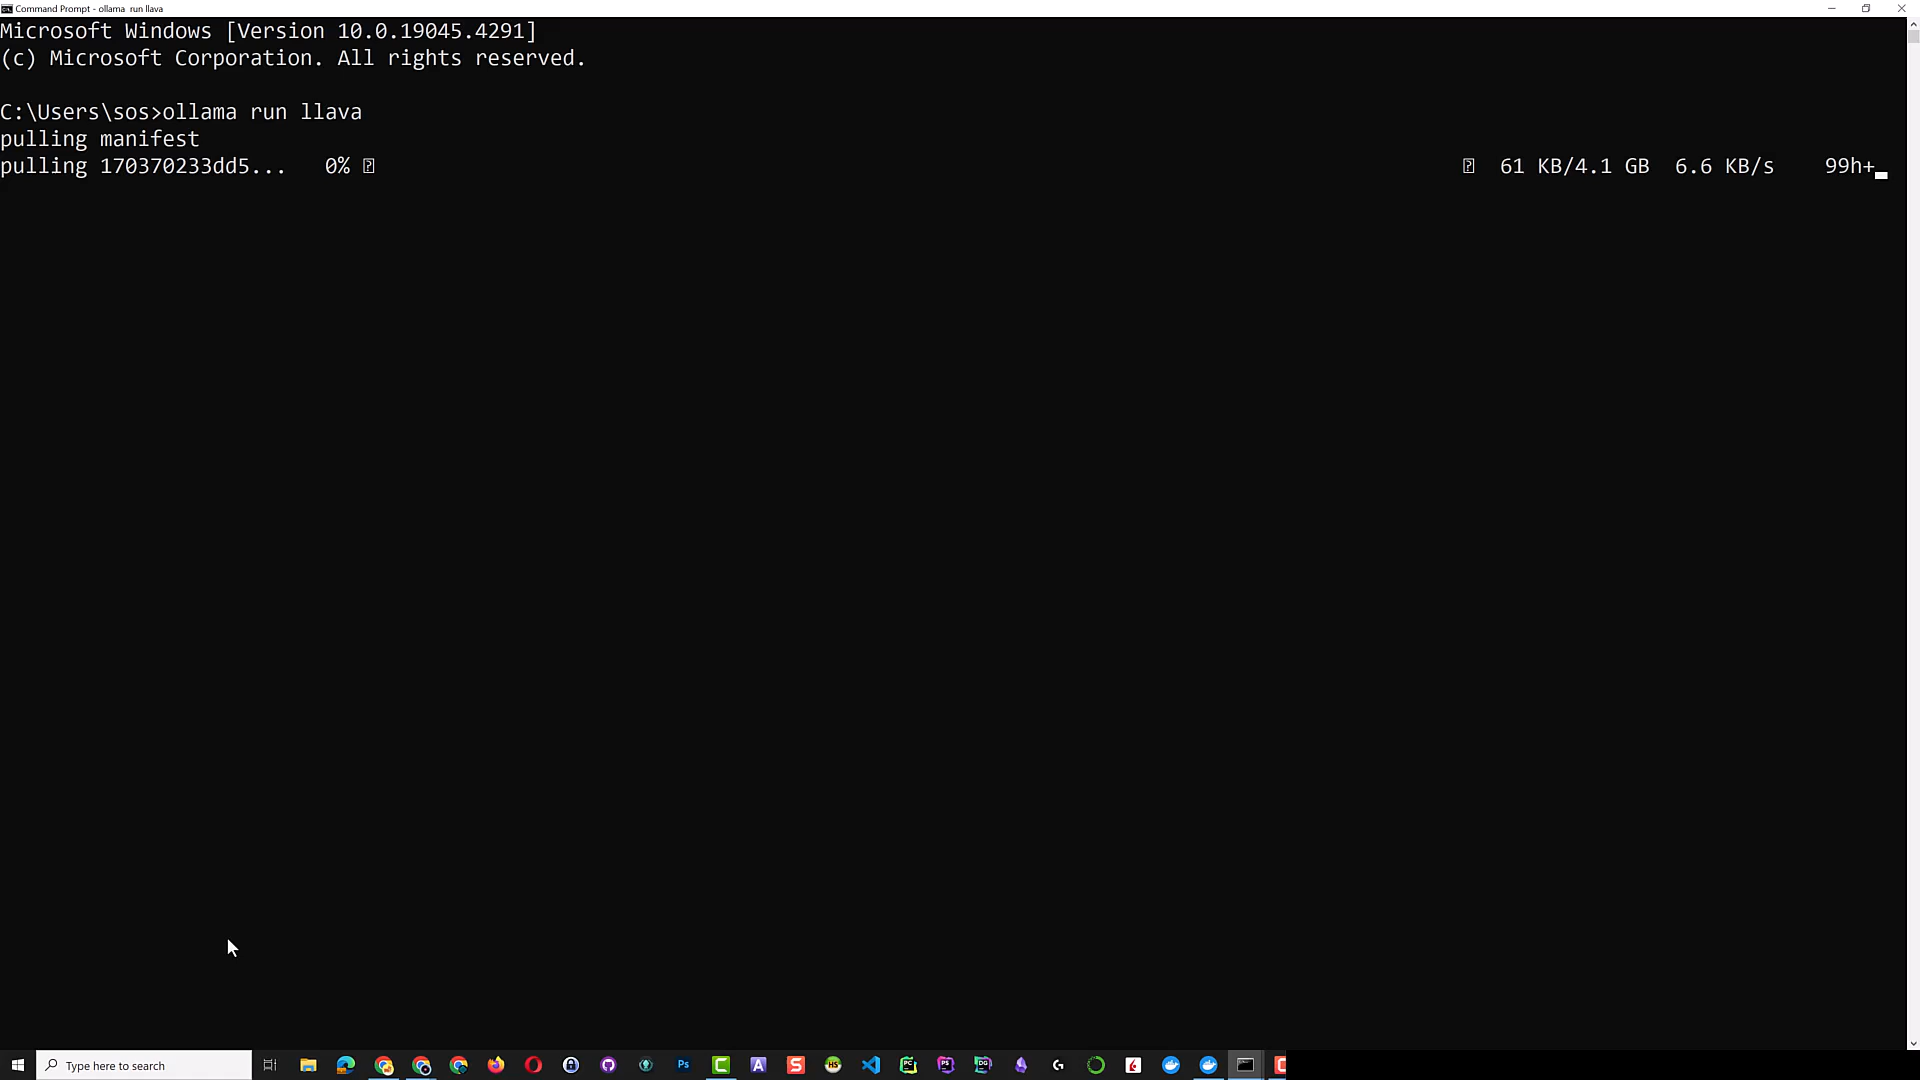 Command Prompt - ollama  run llava
Microsoft Windows [Version 10.0.19045.4291]
(c) Microsoft Corporation. All rights reserved.
C:\Users\sos>ollama run llava
pulling manifest
pulling 170370233dd5...   0% 61 KB/4.1 GB  6.6 KB/s    99h+
Type here to search